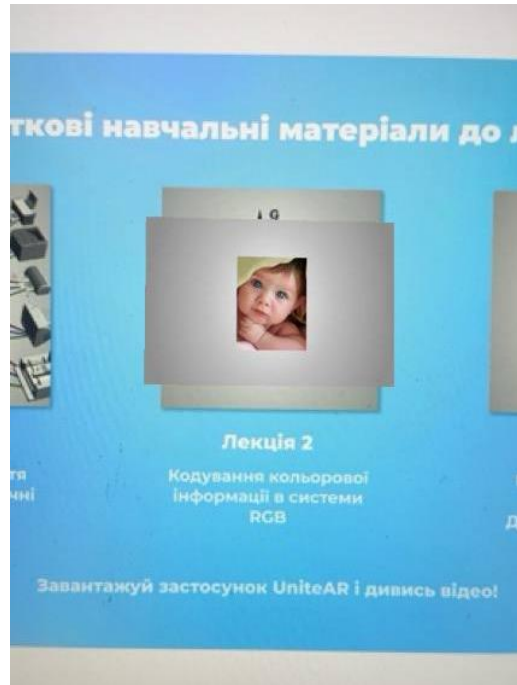 ткові навчальні матеріали до
Лекція 2
Кодування кольорової
інформації в системи
RGB
Завантажуй застосунок UniteAR і дивись відео!